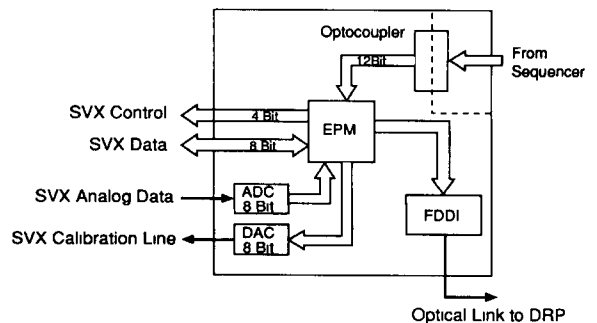 Optocoupler
12Bit
From
Sequencer
SVX Control
4 Bit
EPM
SVX Data
8 Bit
SVX Analog Data
ADC
8 Bit
FDDI
SVX Calibration Line
DAC
8 Bit
Optical Link to DRP